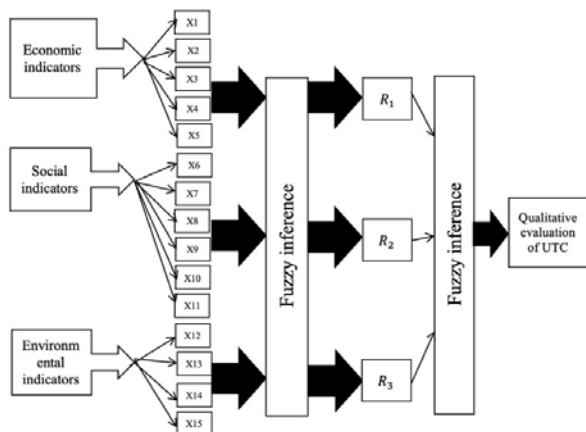 Economic
indicators
X1
X2
X3
X4
X5
Social
indicators
X6
X7
X8
X9
X10
X11
Environm
ental
indicators
X12
X13
X14
X15
Fuzzy inference
R1
R2
R3
Fuzzy inference
Qualitative
evaluation
of UTC